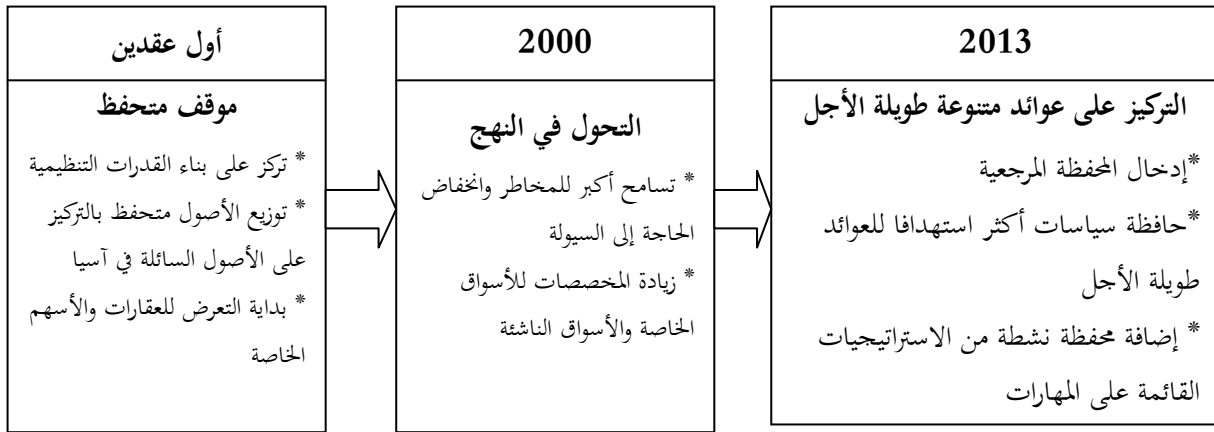 أول عقدين
موقف متحفظ
* تركز على بناء القدرات التنظيمية
* توزيع الأصول متحفظ بالتركيز
على الأصول السائلة في آسيا
* بداية التعرض للعقارات والأسهم
الخاصة
2000
التحول في النهج
* تسامح أكبر للمخاطر وانخفاض
الحاجة إلى السيولة
* زيادة المخصصات للأسواق
الخاصة والأسواق الناشئة
2013
التركيز على عوائد متنوعة طويلة الأجل
*إدخال المحفظة المرجعية
*حافظة سياسات أكثر استهدافا للعوائد
طويلة الأجل
* إضافة محفظة نشطة من الاستراتيجيات
القائمة على المهارات